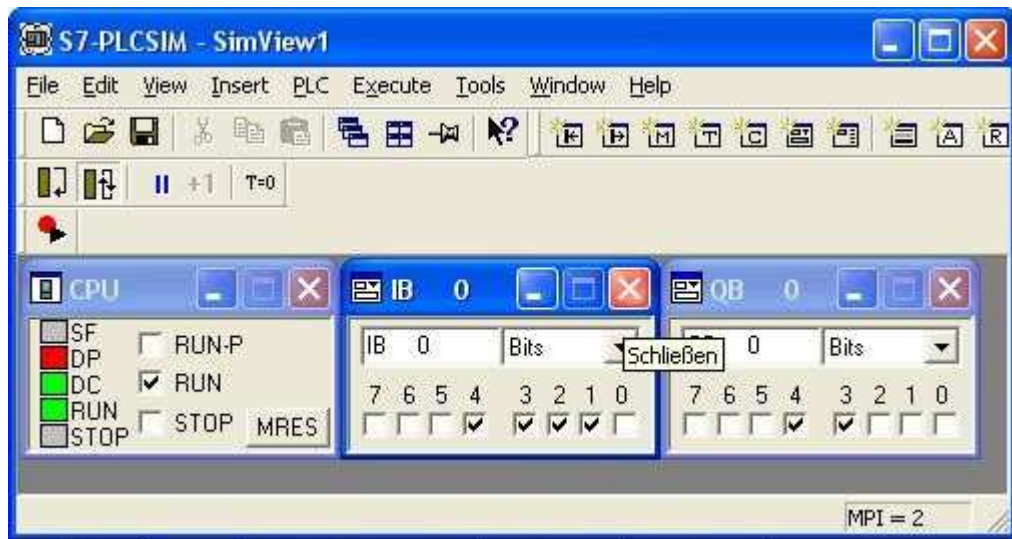 S7-PLCSIM - SimView1
File Edit View Insert PLC Execute Tools Window Help
+1 T=0
CPU
SF
DP
DC
RUN
STOP
RUN-P
RUN
STOP MRES
IB 0
IB 0 Bits
Schließen
7 6 5 4 3 2 1 0
QB 0
0 Bits
7 6 5 4 3 2 1 0
MPI = 2